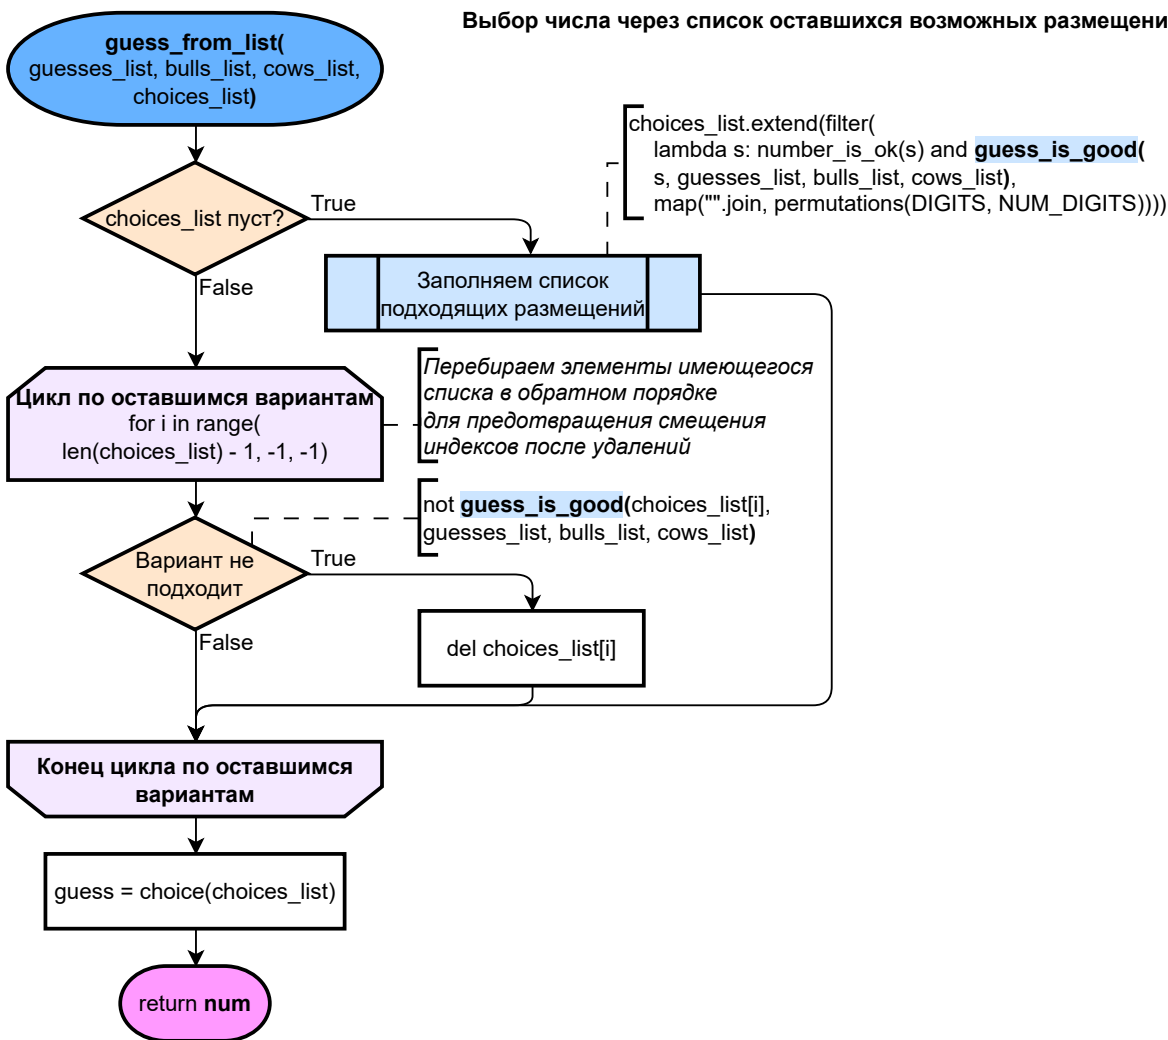 Выбор числа через список оставшихся возможных размещени
guess_from_list(
guesses_list, bulls_list, cows_list,
choices_list)
choices_list.extend(filter(
lambda s: number_is_ok(s) and guess_is_good(
s, guesses_list, bulls_list, cows_list),
map("".join, permutations(DIGITS, NUM_DIGITS))))
choices_list пуст?
True
False
Заполняем список
подходящих размещений
Цикл по оставшимся вариантам
for i in range(
len(choices_list) - 1, -1, -1)
Перебираем элементы имеющегося
списка в обратном порядке
для предотвращения смещения
индексов после удалений
not guess_is_good(choices_list[i],
guesses_list, bulls_list, cows_list)
Вариант не
подходит
True
False
del choices_list[i]
Конец цикла по оставшимся
вариантам
guess = choice(choices_list)
return num